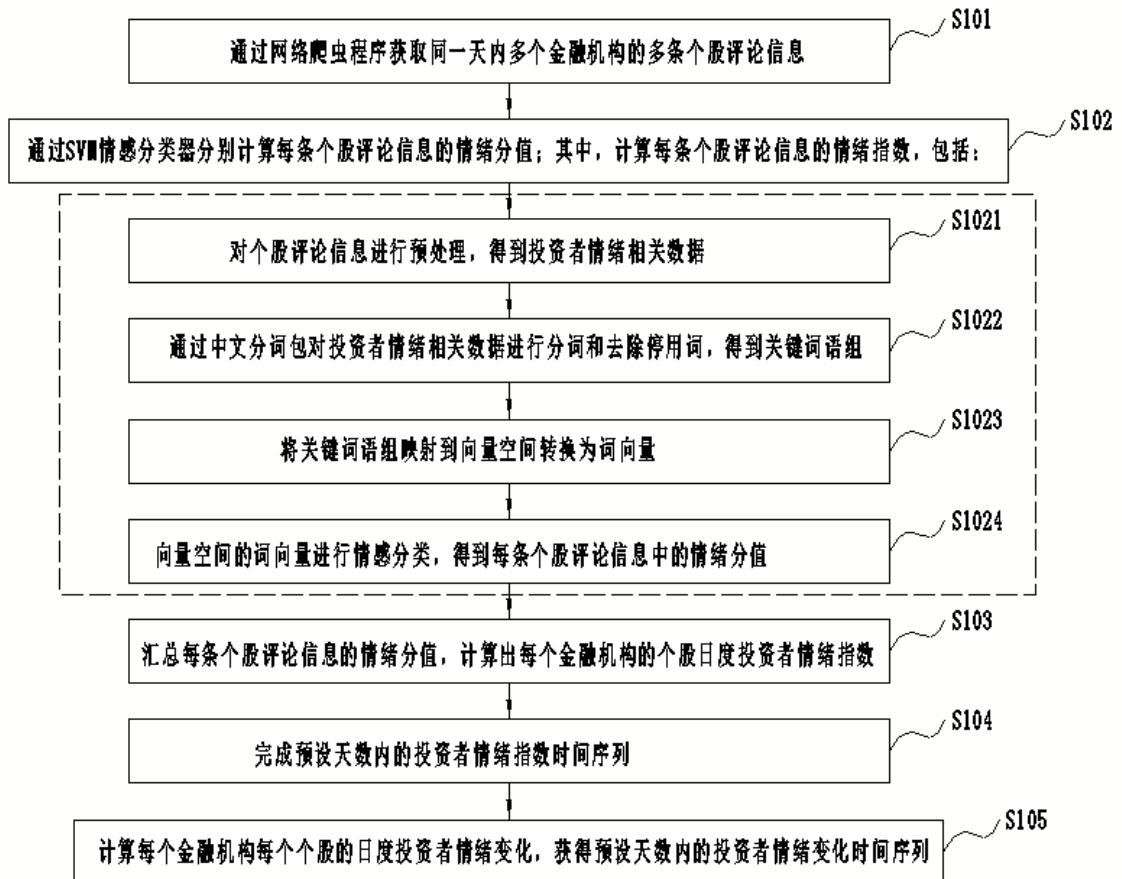 S101
通过网络爬虫程序获取同一天内多个金融机构的多条个股评论信息
S102
通过SVM情感分类器分别计算每条个股评论信息的情绪分值；其中，计算每条个股评论信息的情绪指数，包括：
S1021
对个股评论信息进行预处理，得到投资者情绪相关数据
S1022
通过中文分词包对投资者情绪相关数据进行分词和去除停用词，得到关键词语组
S1023
将关键词语组映射到向量空间转换为词向量
S1024
向量空间的词向量进行情感分类，得到每条个股评论信息中的情绪分值
S103
汇总每条个股评论信息的情绪分值，计算出每个金融机构的个股日度投资者情绪指数
S104
完成预设天数内的投资者情绪指数时间序列
S105
计算每个金融机构每个个股的日度投资者情绪变化，获得预设天数内的投资者情绪变化时间序列